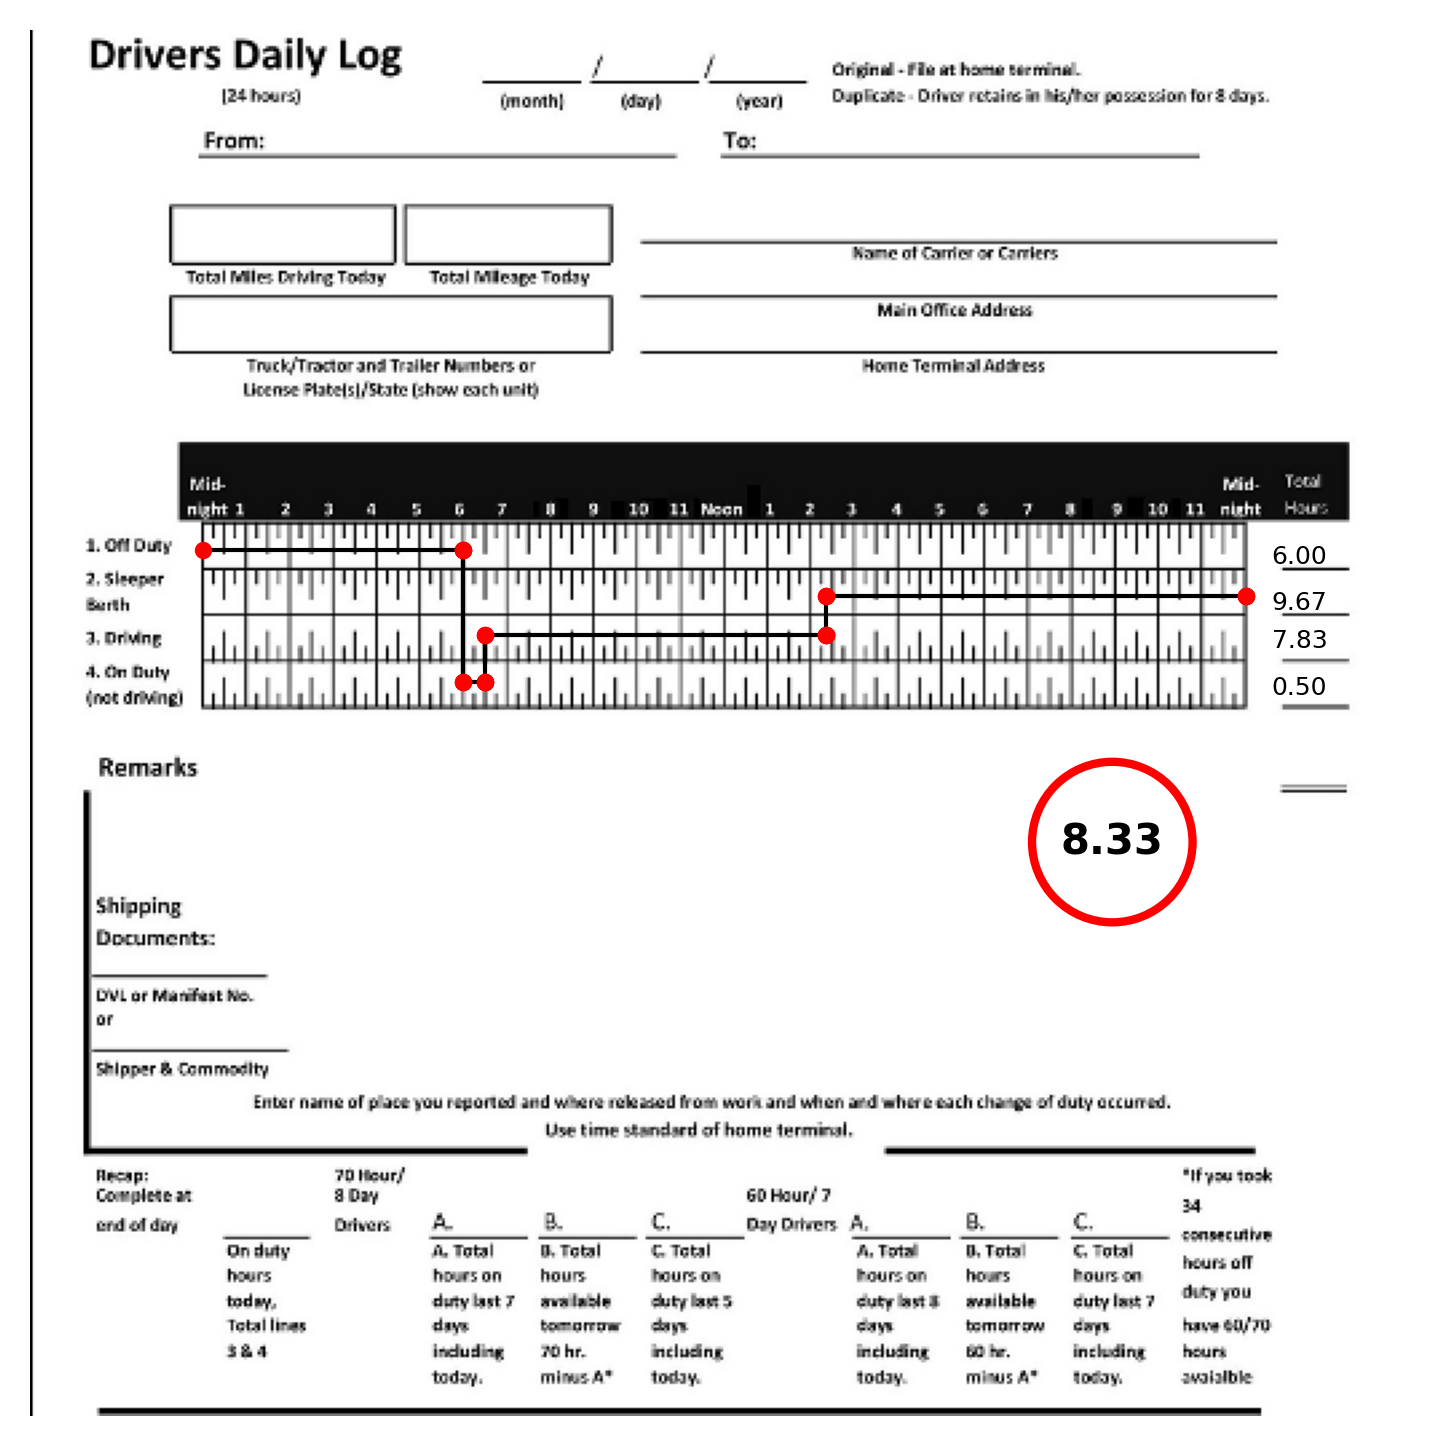 Drivers Daily Log
(24 hours)
/ /
(month) (day) (year)
Original - File at home terminal.
Duplicate - Driver retains in his/her possession for 8 days.
From: To:
Total Miles Driving Today Total Mileage Today
Name of Carrier or Carriers
Main Office Address
Truck/Tractor and Trailer Numbers or
License Plate(s)/State (show each unit)
Home Terminal Address
Mid-
night 1 2 3 4 5 6 7 8 9 10 11 Noon 1 2 3 4 5 6 7 8 9 10 11 Mid-
night
Total
Hours
1. Off Duty 6.00
2. Sleeper
Berth 9.67
3. Driving 7.83
4. On Duty
(not driving) 0.50
Remarks
8.33
Shipping
Documents:
DVL or Manifest No.
or
Shipper & Commodity
Enter name of place you reported and where released from work and when and where each change of duty occurred.
Use time standard of home terminal.
Recap:
Complete at
end of day
On duty
hours
today,
Total lines
3 & 4
70 Hour/
8 Day
Drivers
A.
A. Total
hours on
duty last 7
days
including
today.
B.
B. Total
hours
available
tomorrow
70 hr.
minus A*
C.
C. Total
hours on
duty last 5
days
including
today.
60 Hour/ 7
Day Drivers
A.
A. Total
hours on
duty last 8
days
including
today.
B.
B. Total
hours
available
tomorrow
60 hr.
minus A*
C.
C. Total
hours on
duty last 7
days
including
today.
*If you took
34
consecutive
hours off
duty you
have 60/70
hours
avaialble